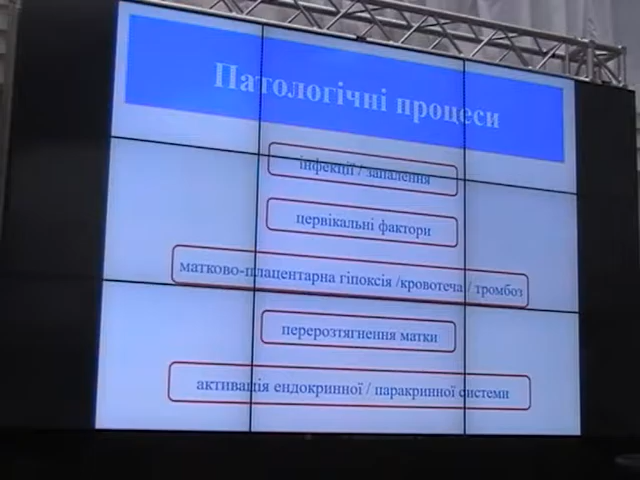 Патологічні процеси
інфекції / запалення
цервікальні фактори
матково-плацентарна гіпоксія /кровотеча / тромбоз
перерозтягнення матки
активація ендокринної / паракринної системи